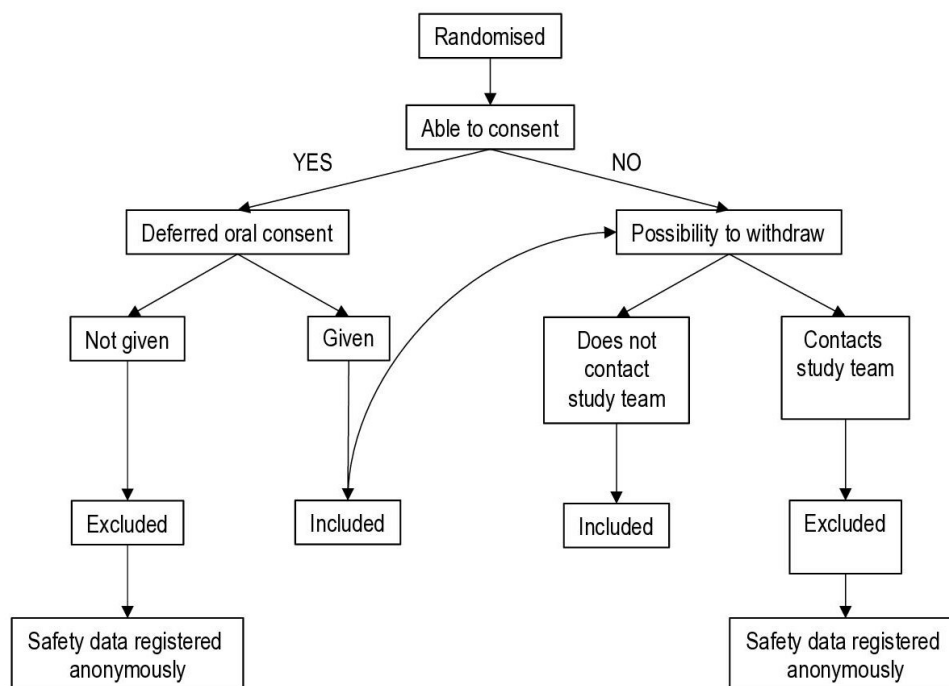 Randomised
Able to consent
YES
NO
Deferred oral consent
Possibility to withdraw
Not given
Given
Does not
contact
study team
Contacts
study team
Excluded
Included
Included
Excluded
Safety data registered
anonymously
Safety data registered
anonymously